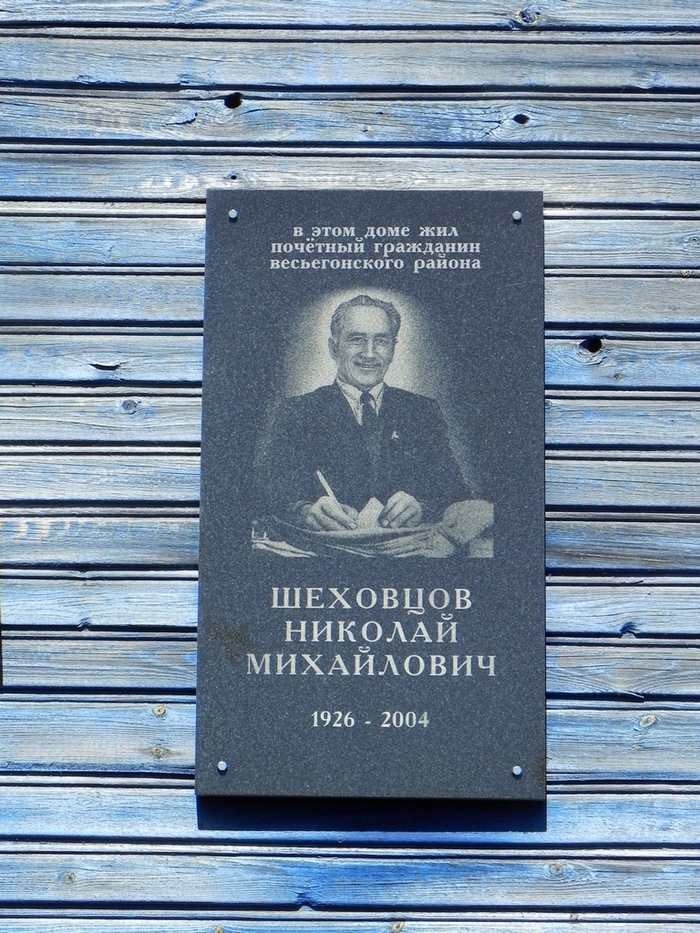 в этом доме жил
почётный гражданин
весьегонского района
ШЕХОВЦОВ
НИКОЛАЙ
МИХАЙЛОВИЧ
1926 - 2004